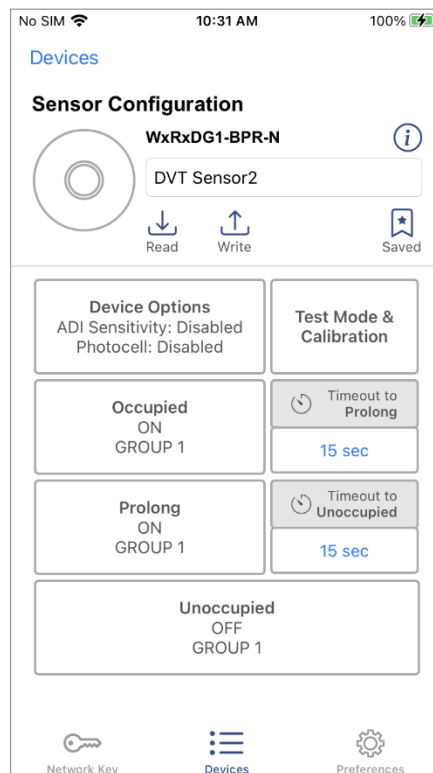 No SIM 10:31 AM 100%
Devices
Sensor Configuration
WxRxDG1-BPR-N
i
DVT Sensor2
Read Write Saved
Device Options
ADI Sensitivity: Disabled
Photocell: Disabled
Test Mode &
Calibration
Occupied
ON
GROUP 1
Timeout to
Prolong
15 sec
Prolong
ON
GROUP 1
Timeout to
Unoccupied
15 sec
Unoccupied
OFF
GROUP 1
Network Key Devices Preferences